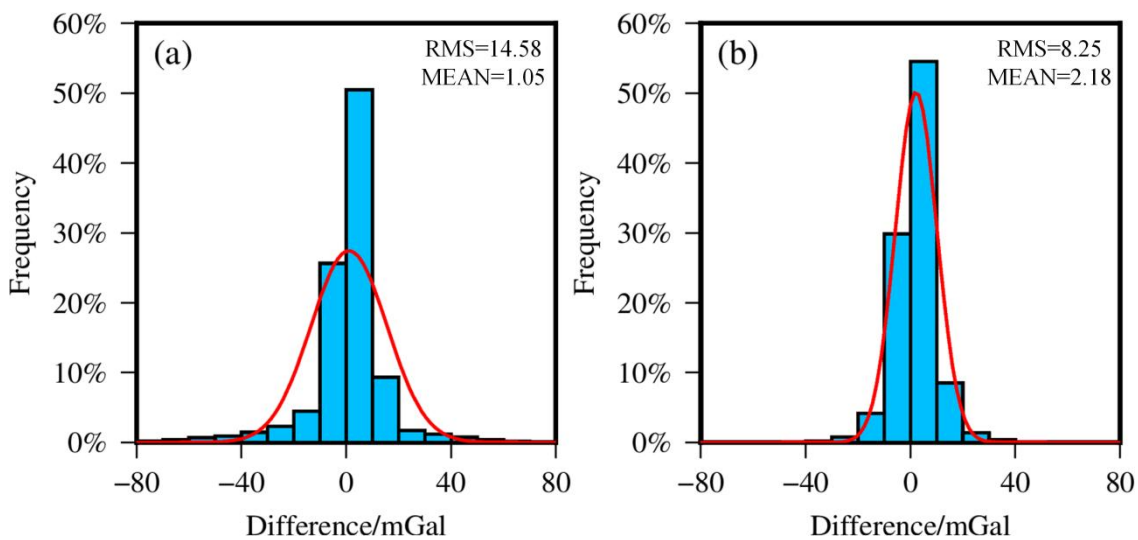 (a)
RMS=14.58
MEAN=1.05
60%
50%
40%
30%
20%
10%
0%
Frequency
−80
−40
0
40
80
Difference/mGal
(b)
RMS=8.25
MEAN=2.18
60%
50%
40%
30%
20%
10%
0%
Frequency
−80
−40
0
40
80
Difference/mGal